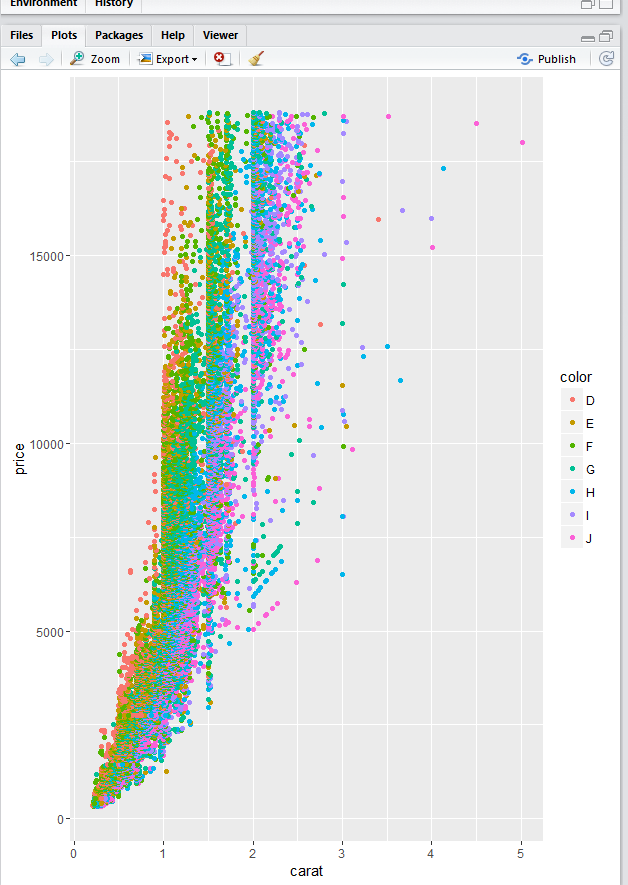 Environment History
Files Plots Packages Help Viewer
Zoom Export Publish
15000
10000
5000
0
price
0 1 2 3 4 5
carat
color
D
E
F
G
H
I
J